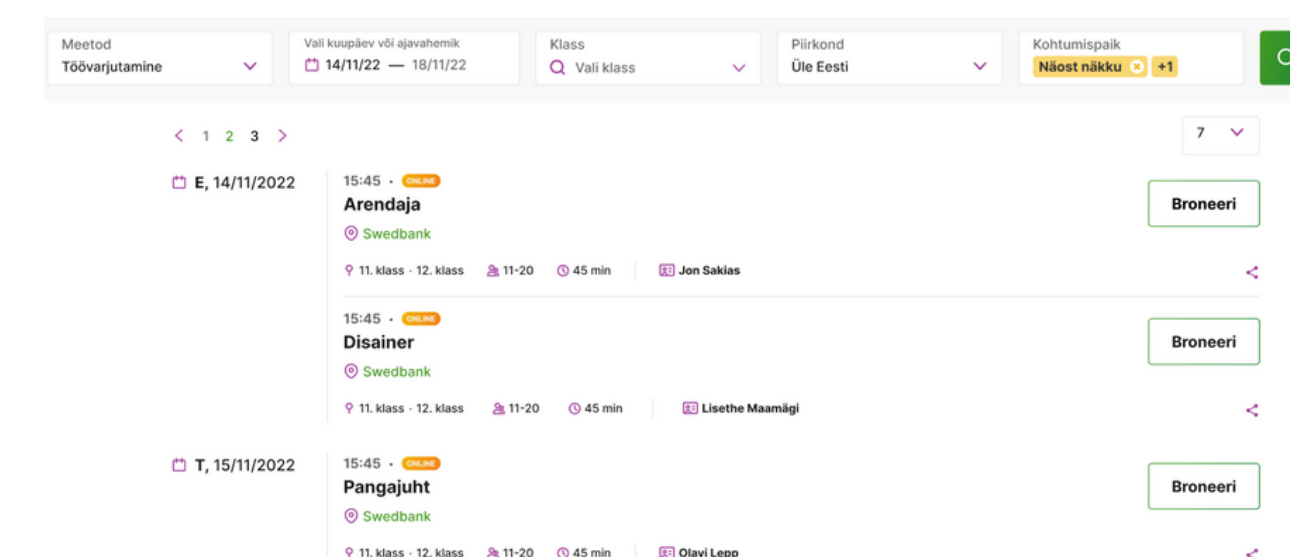 Meetod
Töövarjutamine
Vali kuupäev või ajavahemik
14/11/22 — 18/11/22
Klass
Vali klass
Piirkond
Üle Eesti
Kohtumispaik
Näost näkku +1
1 2 3
7
E, 14/11/2022
15:45 · ONLINE
Arendaja
Broneeri
Swedbank
11. klass · 12. klass 11-20 45 min Jon Sakias
15:45 · ONLINE
Disainer
Broneeri
Swedbank
11. klass · 12. klass 11-20 45 min Lisethe Maamägi
T, 15/11/2022
15:45 · ONLINE
Pangajuht
Broneeri
Swedbank
11. klass · 12. klass 11-20 45 min Olavi Lepp